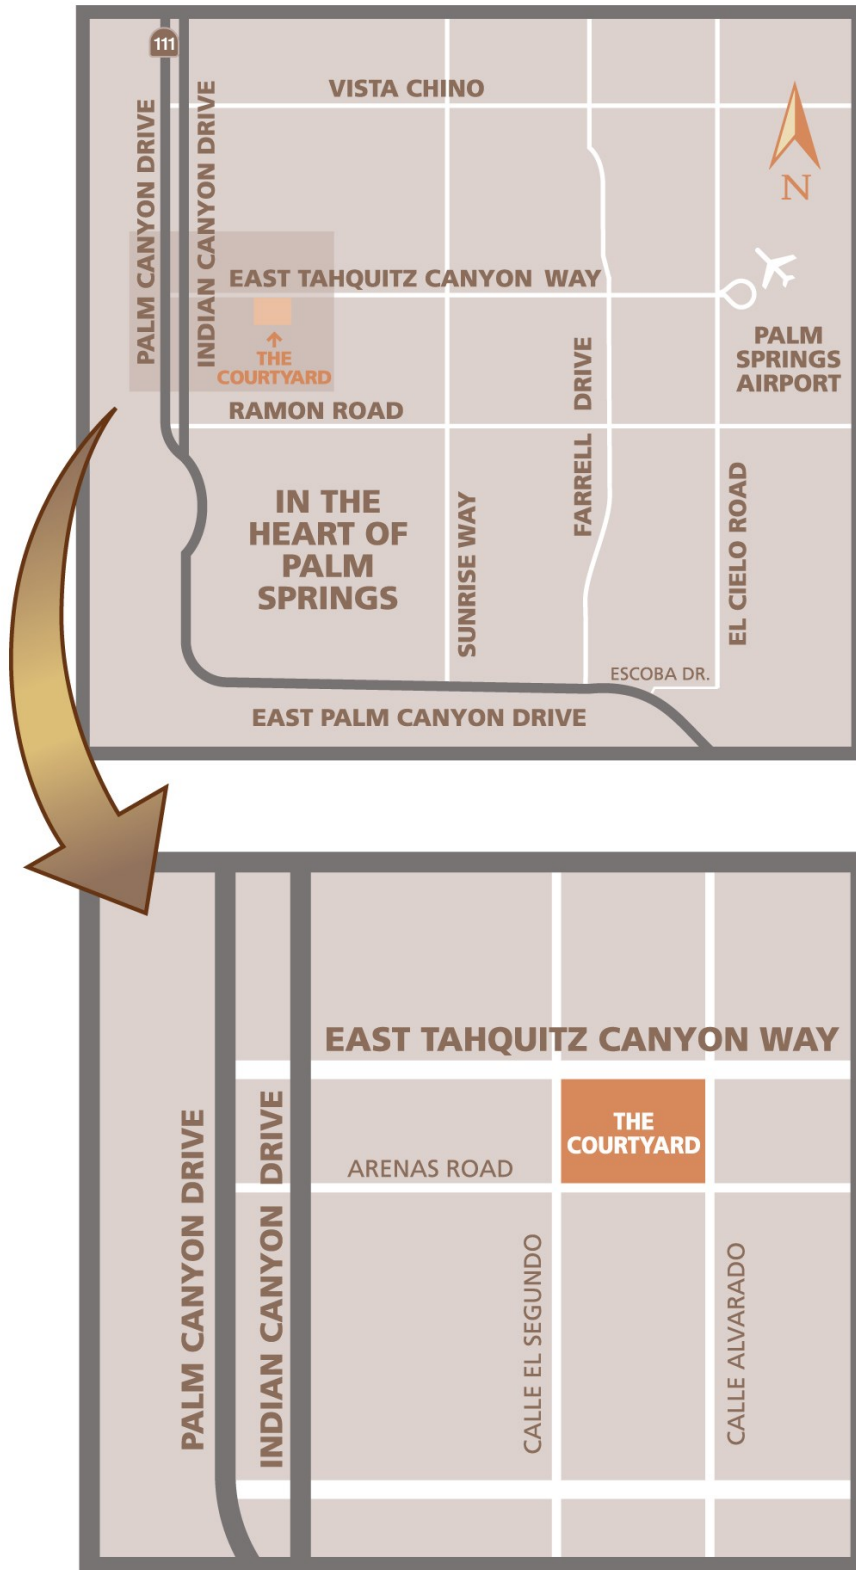 111
VISTA CHINO
PALM CANYON DRIVE
INDIAN CANYON DRIVE
N
EAST TAHQUITZ CANYON WAY
THE
COURTYARD
PALM
SPRINGS
AIRPORT
RAMON ROAD
FARRELL DRIVE
IN THE
HEART OF
PALM
SPRINGS
SUNRISE WAY
EL CIELO ROAD
ESCOBA DR.
EAST PALM CANYON DRIVE
EAST TAHQUITZ CANYON WAY
THE
COURTYARD
ARENAS ROAD
PALM CANYON DRIVE
INDIAN CANYON DRIVE
CALLE EL SEGUNDO
CALLE ALVARADO